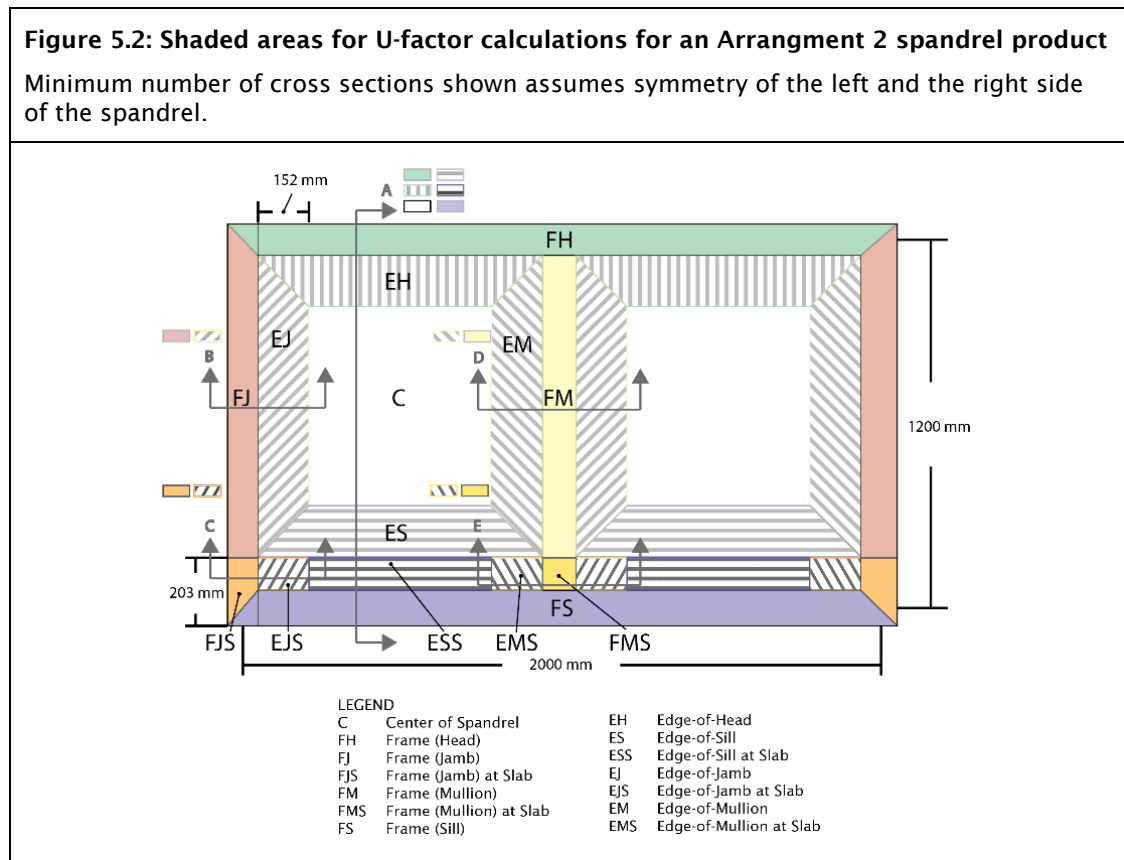 Figure 5.2: Shaded areas for U-factor calculations for an Arrangment 2 spandrel product
Minimum number of cross sections shown assumes symmetry of the left and the right side
of the spandrel.
152 mm
A
FH
EH
EJ
EM
B
D
C
FJ
FM
1200 mm
C
ES
E
203 mm
FS
FJS
EJS
ESS
EMS
FMS
2000 mm
LEGEND
C Center of Spandrel
FH Frame (Head)
FJ Frame (Jamb)
FJS Frame (Jamb) at Slab
FM Frame (Mullion)
FMS Frame (Mullion) at Slab
FS Frame (Sill)
EH Edge-of-Head
ES Edge-of-Sill
ESS Edge-of-Sill at Slab
EJ Edge-of-Jamb
EJS Edge-of-Jamb at Slab
EM Edge-of-Mullion
EMS Edge-of-Mullion at Slab